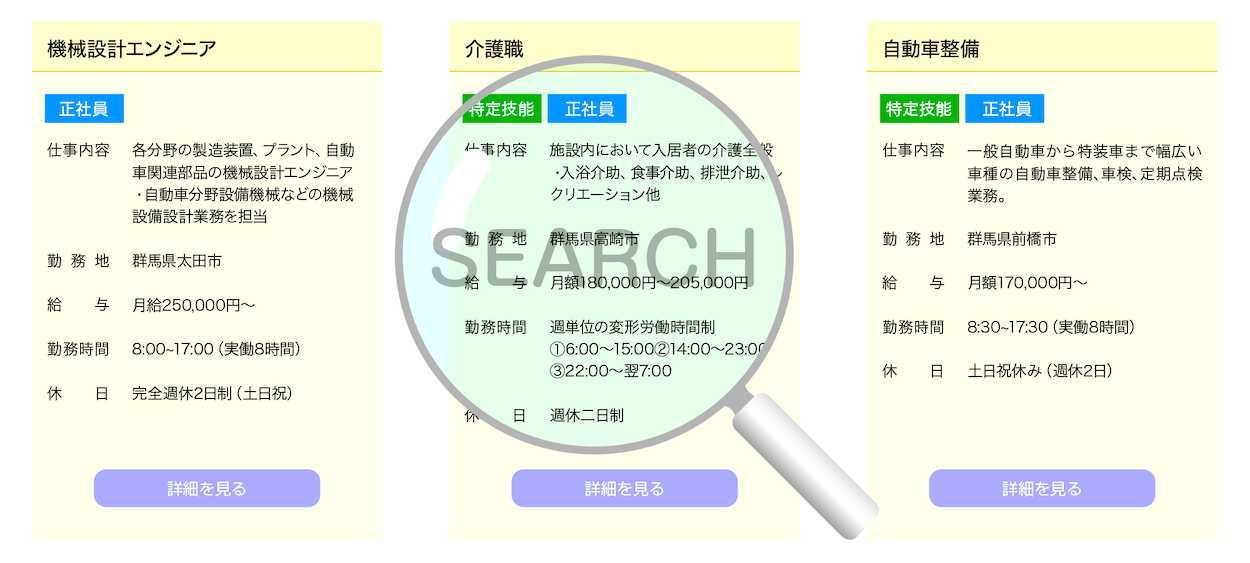 機械設計エンジニア
正社員
仕事内容 各分野の製造装置、プラント、自動
車関連部品の機械設計エンジニア
・自動車分野設備機械などの機械
設備設計業務を担当
勤務地 群馬県太田市
給与 月給250,000円〜
勤務時間 8:00~17:00（実働8時間）
休日 完全週休2日制（土日祝）
詳細を見る
介護職
特定技能 正社員
仕事内容 施設内において入居者の介護全般
・入浴介助、食事介助、排泄介助、レ
クリエーション他
勤務地 群馬県高崎市
給与 月額180,000円〜205,000円
勤務時間 週単位の変形労働時間制
①6:00〜15:00②14:00〜23:00
③22:00〜翌7:00
休日 週休二日制
詳細を見る
SEARCH
自動車整備
特定技能 正社員
仕事内容 一般自動車から特装車まで幅広い
車種の自動車整備、車検、定期点検
業務。
勤務地 群馬県前橋市
給与 月額170,000円〜
勤務時間 8:30~17:30（実働8時間）
休日 土日祝休み（週休2日）
詳細を見る